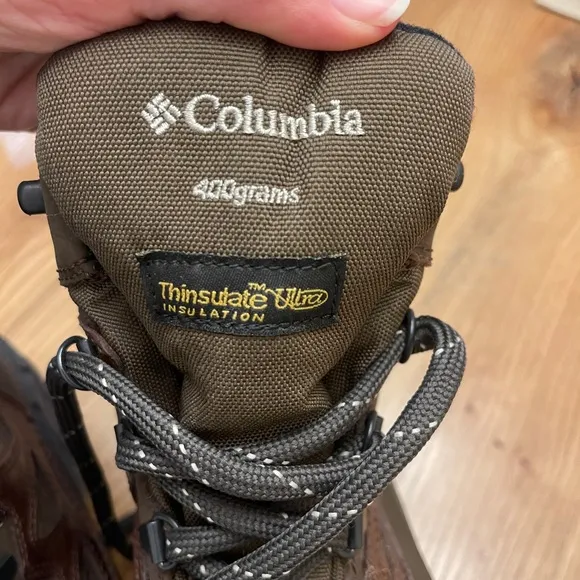 Columbia
400grams
Thinsulate™ Ultra
INSULATION